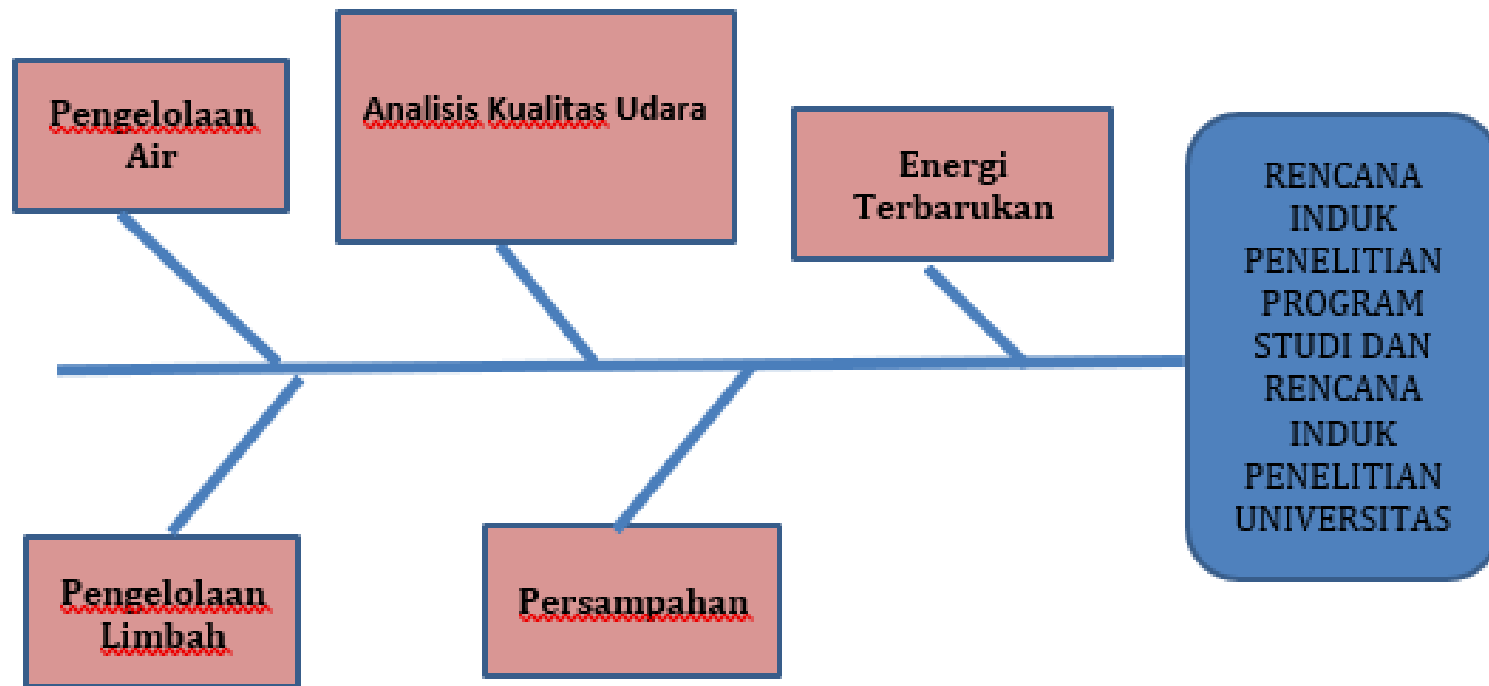 Pengelolaan
Air
Analisis Kualitas Udara
Energi
Terbarukan
RENCANA
INDUK
PENELITIAN
PROGRAM
STUDI DAN
RENCANA
INDUK
PENELITIAN
UNIVERSITAS
Pengelolaan
Limbah
Persampahan